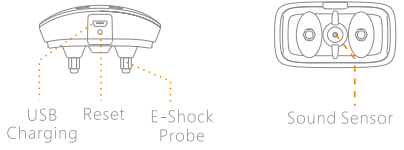 USB
Charging
Reset
E-Shock
Probe
Sound Sensor